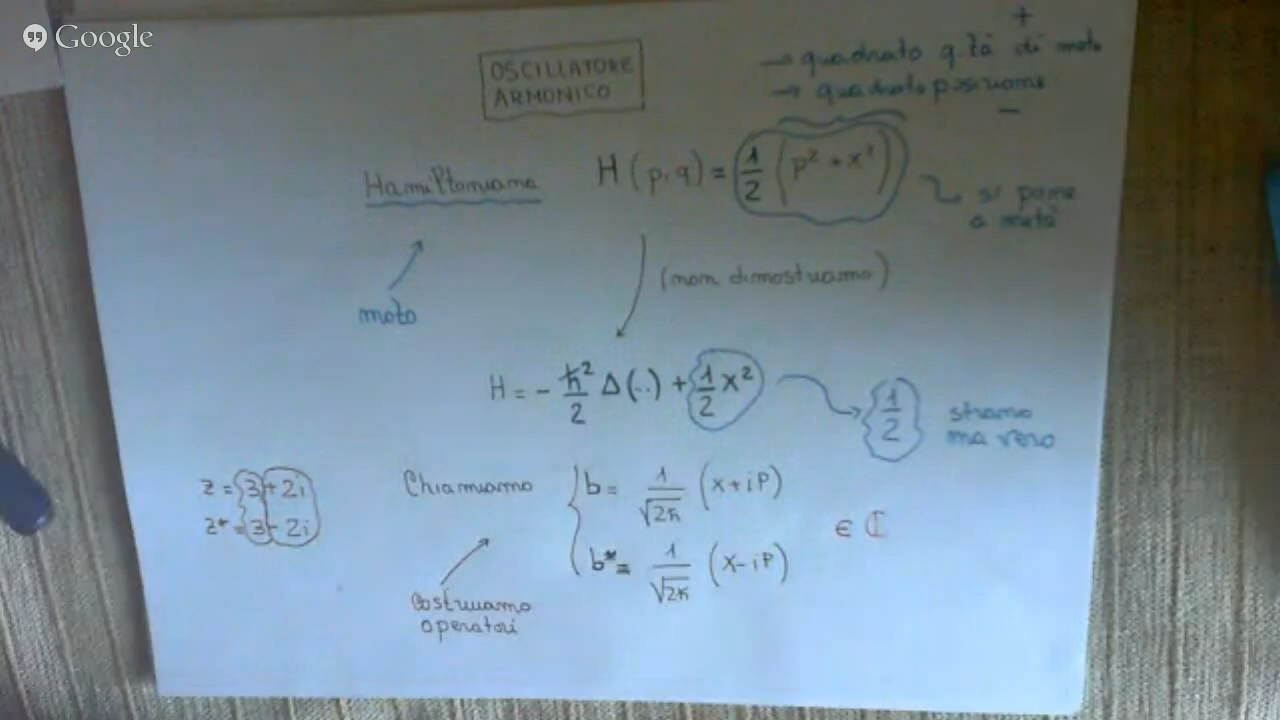 Google
+
→ quadrato q.tà di moto
→ quadrato posizione
−
OSCILLATORE
ARMONICO
Hamiltoniana H(p,q) = 1/2 (p² + x²)
si pone
a metà
moto
(non dimostriamo)
H = - ħ²/2 Δ(..) + 1/2 x²
1/2
strano
ma vero
z = 3 + 2i
z* = 3 - 2i
Chiamiamo
b = 1/√2ħ (x+iP)
b* = 1/√2ħ (x-iP)
∈ ℂ
Costruiamo
operatori